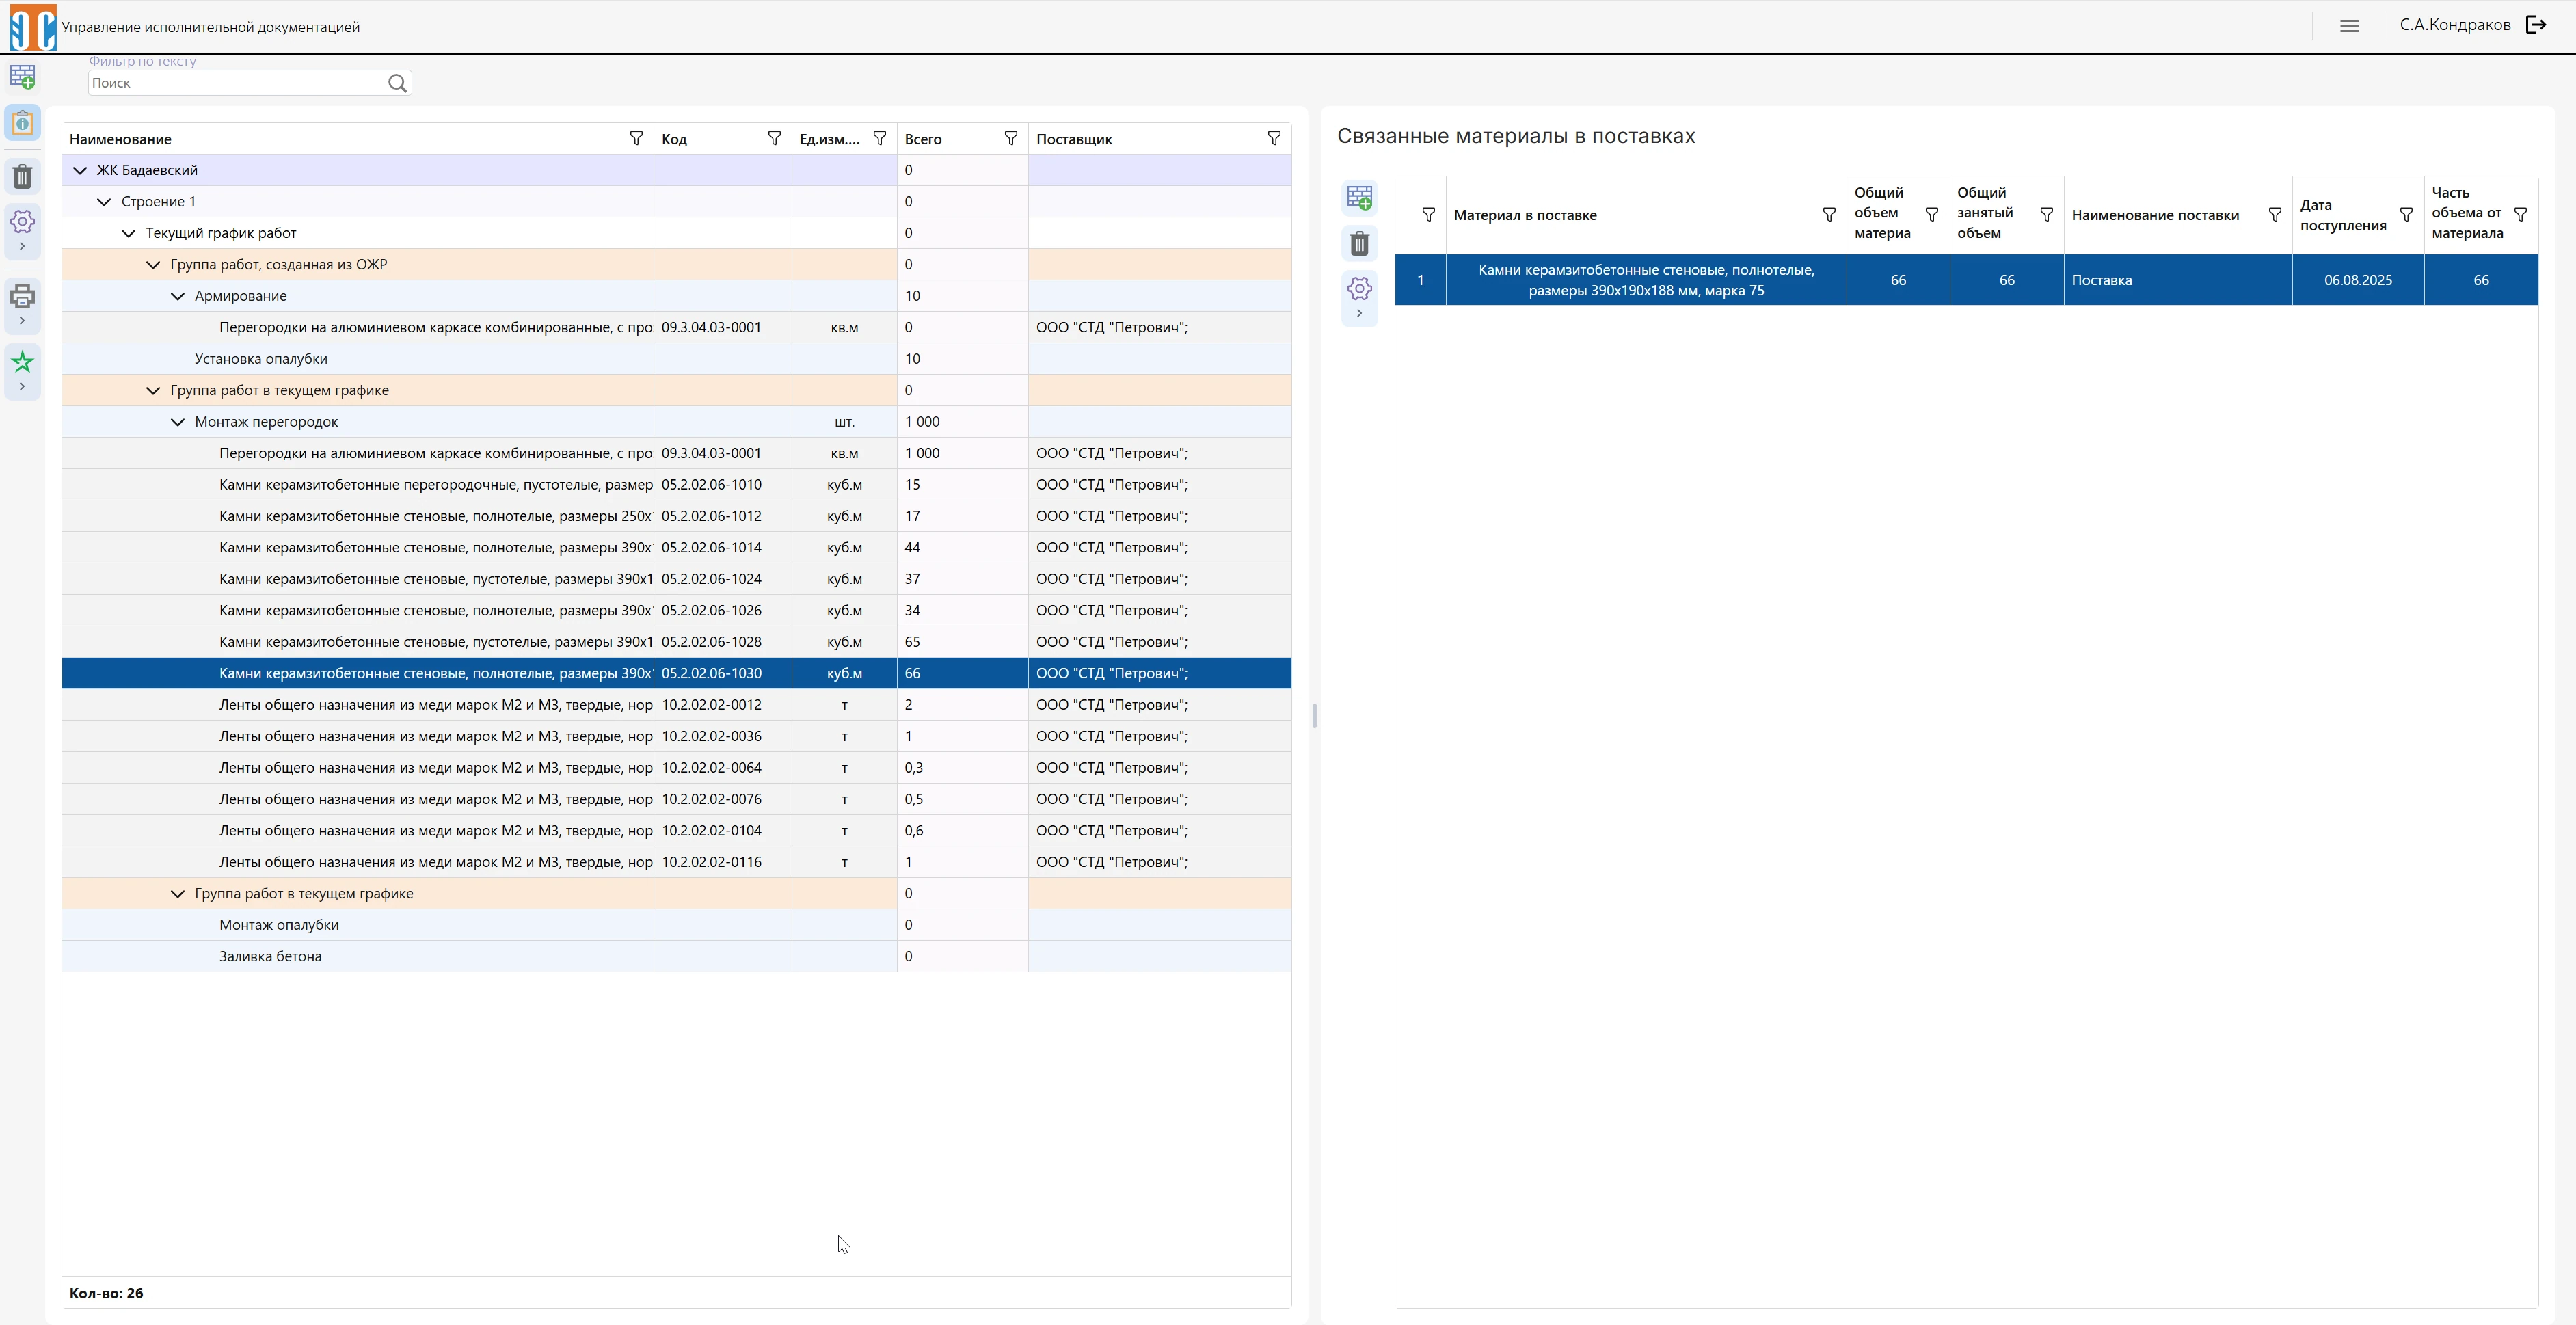 Управление исполнительной документацией
С.А.Кондраков
Фильтр по тексту
Поиск
Наименование Код Ед.изм.... Всего Поставщик
ЖК Бадаевский 0
Строение 1 0
Текущий график работ 0
Группа работ, созданная из ОЖР 0
Армирование 10
Перегородки на алюминиевом каркасе комбинированные, с про 09.3.04.03-0001 кв.м 0 ООО "СТД "Петрович";
Установка опалубки 10
Группа работ в текущем графике 0
Монтаж перегородок шт. 1 000
Перегородки на алюминиевом каркасе комбинированные, с про 09.3.04.03-0001 кв.м 1 000 ООО "СТД "Петрович";
Камни керамзитобетонные перегородочные, пустотелые, размер 05.2.02.06-1010 куб.м 15 ООО "СТД "Петрович";
Камни керамзитобетонные стеновые, полнотелые, размеры 250х 05.2.02.06-1012 куб.м 17 ООО "СТД "Петрович";
Камни керамзитобетонные стеновые, полнотелые, размеры 390х 05.2.02.06-1014 куб.м 44 ООО "СТД "Петрович";
Камни керамзитобетонные стеновые, пустотелые, размеры 390х1 05.2.02.06-1024 куб.м 37 ООО "СТД "Петрович";
Камни керамзитобетонные стеновые, полнотелые, размеры 390х 05.2.02.06-1026 куб.м 34 ООО "СТД "Петрович";
Камни керамзитобетонные стеновые, пустотелые, размеры 390х1 05.2.02.06-1028 куб.м 65 ООО "СТД "Петрович";
Камни керамзитобетонные стеновые, полнотелые, размеры 390х 05.2.02.06-1030 куб.м 66 ООО "СТД "Петрович";
Ленты общего назначения из меди марок М2 и М3, твердые, нор 10.2.02.02-0012 т 2 ООО "СТД "Петрович";
Ленты общего назначения из меди марок М2 и М3, твердые, нор 10.2.02.02-0036 т 1 ООО "СТД "Петрович";
Ленты общего назначения из меди марок М2 и М3, твердые, нор 10.2.02.02-0064 т 0,3 ООО "СТД "Петрович";
Ленты общего назначения из меди марок М2 и М3, твердые, нор 10.2.02.02-0076 т 0,5 ООО "СТД "Петрович";
Ленты общего назначения из меди марок М2 и М3, твердые, нор 10.2.02.02-0104 т 0,6 ООО "СТД "Петрович";
Ленты общего назначения из меди марок М2 и М3, твердые, нор 10.2.02.02-0116 т 1 ООО "СТД "Петрович";
Группа работ в текущем графике 0
Монтаж опалубки 0
Заливка бетона 0
Кол-во: 26
Связанные материалы в поставках
Материал в поставке
Общий
объем
материа
Общий
занятый
объем
Наименование поставки
Дата
поступления
Часть
объема от
материала
1
Камни керамзитобетонные стеновые, полнотелые,
размеры 390х190х188 мм, марка 75
66 66 Поставка 06.08.2025 66